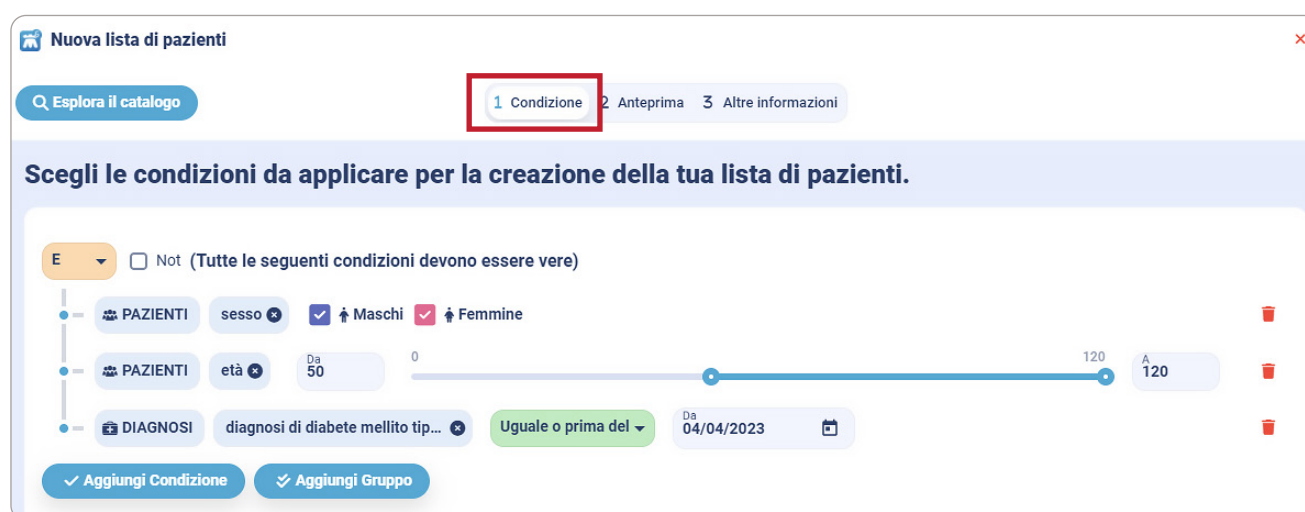 Nuova lista di pazienti
Esplora il catalogo
1 Condizione 2 Anteprima 3 Altre informazioni
Scegli le condizioni da applicare per la creazione della tua lista di pazienti.
E Not (Tutte le seguenti condizioni devono essere vere)
PAZIENTI sesso Maschi Femmine
PAZIENTI età Da 50 0 120 A 120
DIAGNOSI diagnosi di diabete mellito tip... Uguale o prima del Da 04/04/2023
Aggiungi Condizione Aggiungi Gruppo